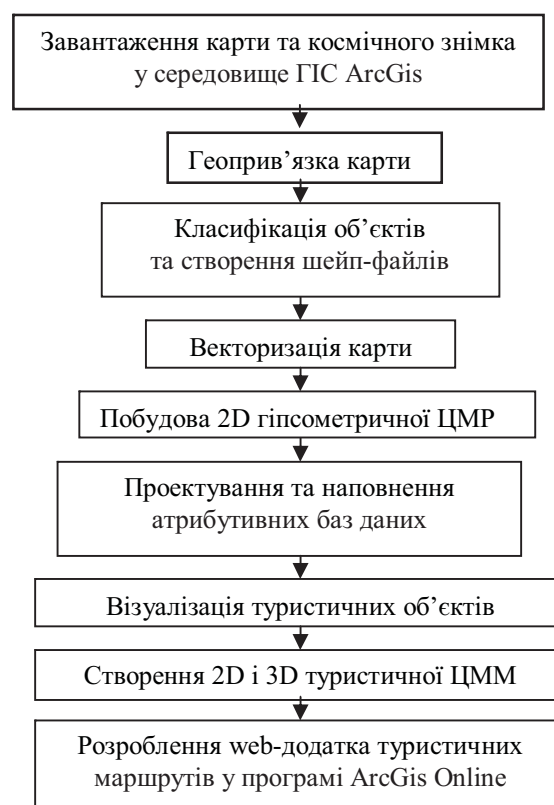 Завантаження карти та космічного знімка
у середовище ГІС ArcGis
Геоприв’язка карти
Класифікація об’єктів
та створення шейп-файлів
Векторизація карти
Побудова 2D гіпсометричної ЦМР
Проектування та наповнення
атрибутивних баз даних
Візуалізація туристичних об’єктів
Створення 2D і 3D туристичної ЦММ
Розроблення web-додатка туристичних
маршрутів у програмі ArcGis Online